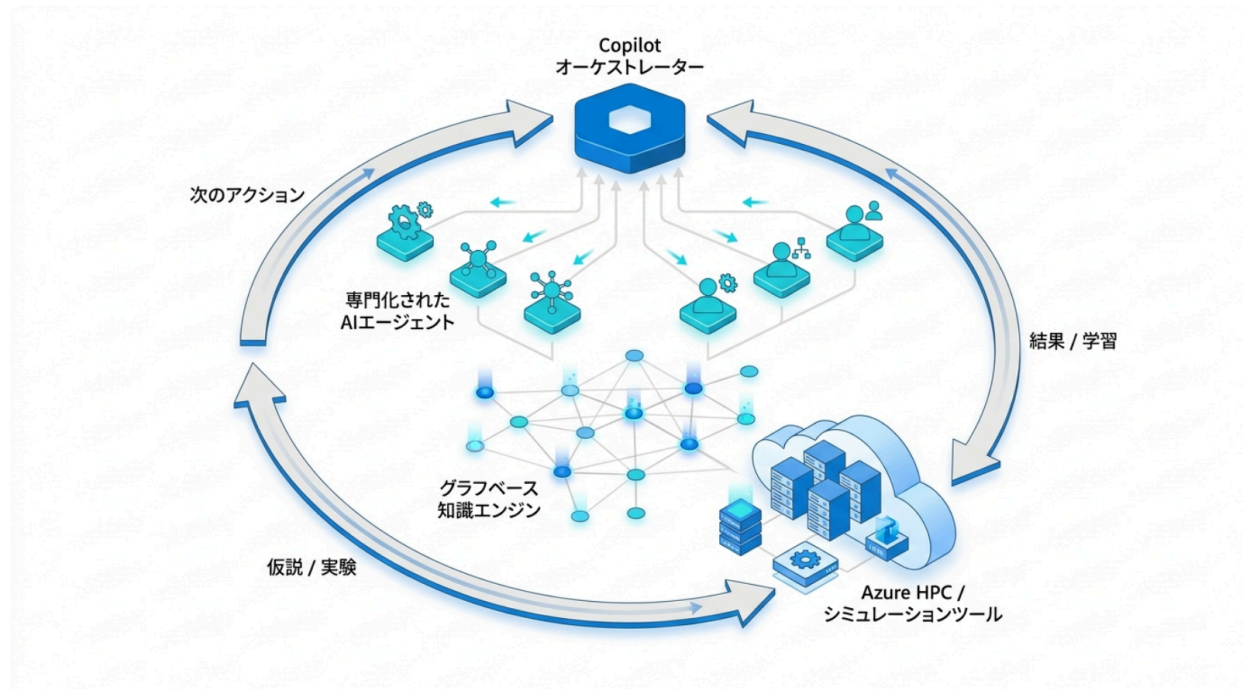 Copilot
オーケストレーター
次のアクション
専門化された
AIエージェント
結果 / 学習
グラフベース
知識エンジン
仮説 / 実験
Azure HPC /
シミュレーションツール